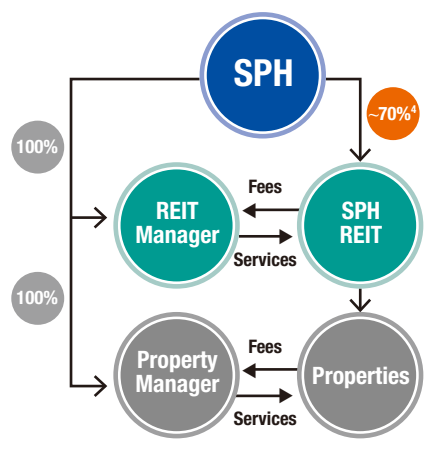 SPH
~70%4
100%
REIT
Manager
Fees
Services
SPH
REIT
100%
Property
Manager
Fees
Services
Properties